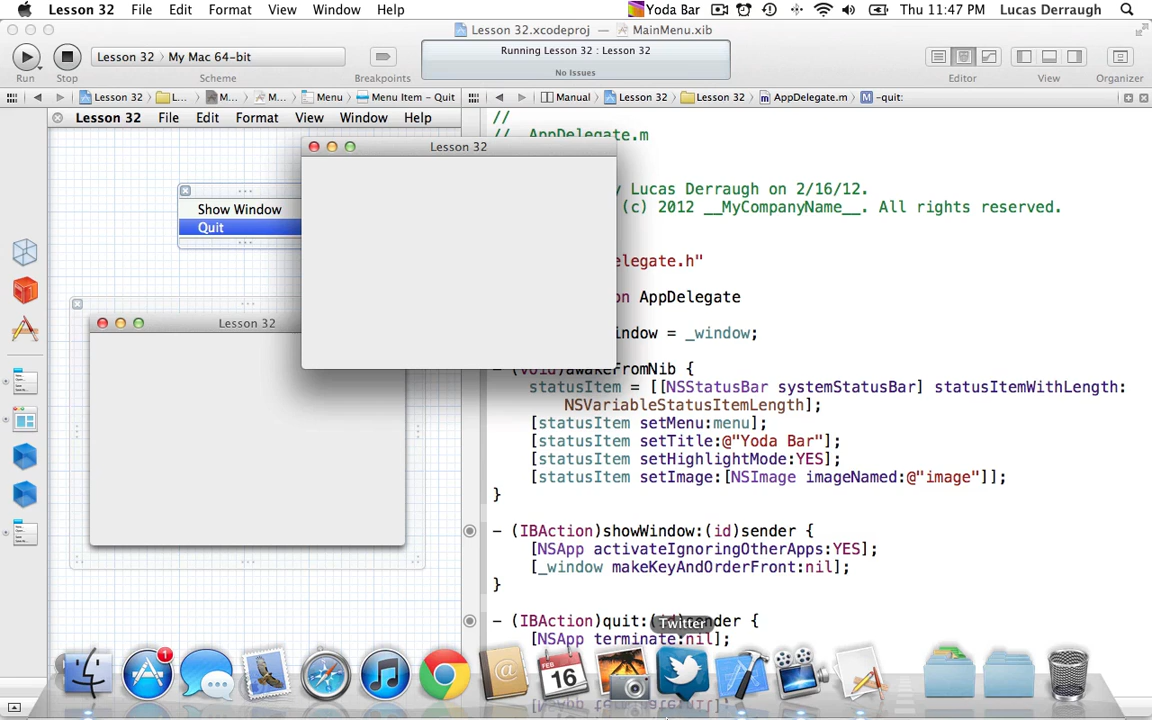 Lesson 32 File Edit Format View Window Help Yoda Bar Thu 11:47 PM Lucas Derraugh
Lesson 32.xcodeproj — MainMenu.xib
Lesson 32 〉 My Mac 64-bit
Running Lesson 32 : Lesson 32
No Issues
Run Stop Scheme Breakpoints Editor View Organizer
Lesson 32 L... M... M... Menu Menu Item - Quit
Manual Lesson 32 Lesson 32 AppDelegate.m -quit:
Lesson 32 File Edit Format View Window Help
Show Window
Quit
Lesson 32
Lesson 32
//
// AppDelegate.m
Lucas Derraugh on 2/16/12.
(c) 2012 __MyCompanyName__. All rights reserved.
elegate.h"
on AppDelegate
indow = _window;
- (void)awakeFromNib {
statusItem = [[NSStatusBar systemStatusBar] statusItemWithLength:
NSVariableStatusItemLength];
[statusItem setMenu:menu];
[statusItem setTitle:@"Yoda Bar"];
[statusItem setHighlightMode:YES];
[statusItem setImage:[NSImage imageNamed:@"image"]];
}
- (IBAction)showWindow:(id)sender {
[NSApp activateIgnoringOtherApps:YES];
[_window makeKeyAndOrderFront:nil];
}
- (IBAction)quit:(id)sender {
[NSApp terminate:nil];
Twitter
1
FEB
16